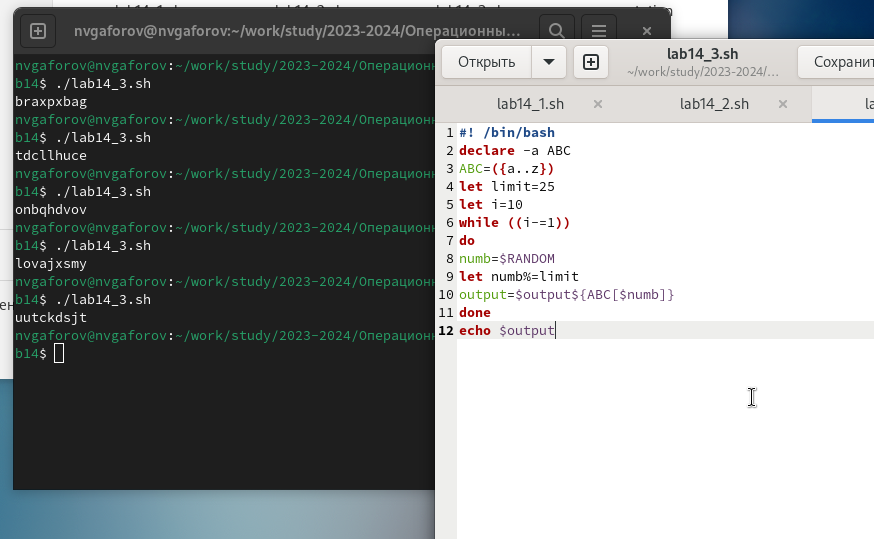 nvgaforov@nvgaforov:~/work/study/2023-2024/Операционны...
nvgaforov@nvgaforov:~/work/study/2023-2024/Операцион
b14$ ./lab14_3.sh
braxpxbag
nvgaforov@nvgaforov:~/work/study/2023-2024/Операцион
b14$ ./lab14_3.sh
tdcllhuce
nvgaforov@nvgaforov:~/work/study/2023-2024/Операцион
b14$ ./lab14_3.sh
onbqhdvov
nvgaforov@nvgaforov:~/work/study/2023-2024/Операцион
b14$ ./lab14_3.sh
lovajxsmy
nvgaforov@nvgaforov:~/work/study/2023-2024/Операцион
b14$ ./lab14_3.sh
uutckdsjt
nvgaforov@nvgaforov:~/work/study/2023-2024/Операцион
b14$
Открыть
lab14_3.sh
~/work/study/2023-2024/...
Сохранит
lab14_1.sh
lab14_2.sh
la
1 #! /bin/bash
2 declare -a ABC
3 ABC=({a..z})
4 let limit=25
5 let i=10
6 while ((i-=1))
7 do
8 numb=$RANDOM
9 let numb%=limit
10 output=$output${ABC[$numb]}
11 done
12 echo $output